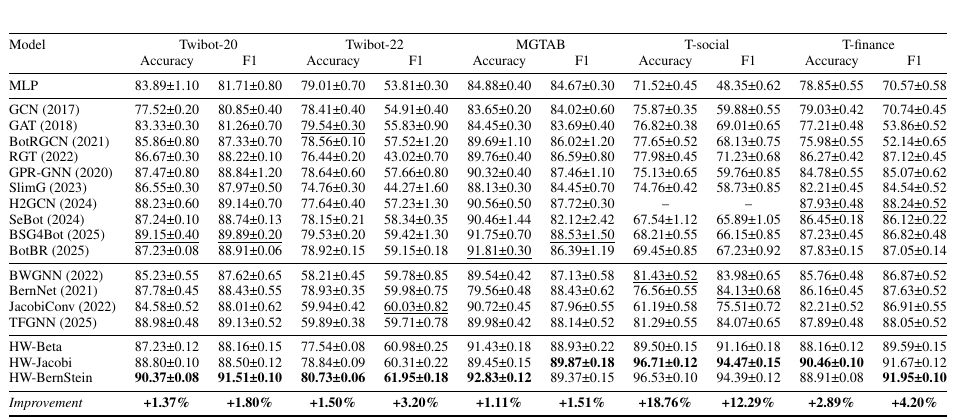 Model Twibot-20 Twibot-22 MGTAB T-social T-finance
Accuracy F1 Accuracy F1 Accuracy F1 Accuracy F1 Accuracy F1
MLP 83.89±1.10 81.71±0.80 79.01±0.70 53.81±0.30 84.88±0.40 84.67±0.30 71.52±0.45 48.35±0.62 78.85±0.55 70.57±0.58
GCN (2017) 77.52±0.20 80.85±0.40 78.41±0.40 54.91±0.40 83.65±0.20 84.02±0.60 75.87±0.35 59.88±0.55 79.03±0.42 70.74±0.45
GAT (2018) 83.33±0.30 81.26±0.70 79.54±0.30 55.83±0.90 84.45±0.30 83.69±0.40 76.82±0.38 69.01±0.65 77.21±0.48 53.86±0.52
BotRGCN (2021) 85.86±0.80 87.33±0.70 78.56±0.10 57.52±1.20 89.69±1.10 86.02±1.20 77.65±0.52 68.13±0.75 75.98±0.55 52.14±0.65
RGT (2022) 86.67±0.30 88.22±0.10 76.44±0.20 43.02±0.70 89.76±0.40 86.59±0.80 77.98±0.45 71.23±0.68 86.27±0.42 87.12±0.45
GPR-GNN (2020) 87.47±0.80 88.84±1.20 78.64±0.60 57.66±0.80 90.32±0.40 87.46±1.10 75.13±0.65 59.76±0.85 84.78±0.55 85.07±0.62
SlimG (2023) 86.55±0.30 87.97±0.50 74.76±0.30 44.27±1.60 88.13±0.30 84.45±0.70 74.76±0.42 58.73±0.85 82.21±0.45 84.54±0.52
H2GCN (2024) 88.23±0.60 89.14±0.70 77.64±0.40 57.23±1.30 90.56±0.50 87.72±0.30 – – 87.93±0.48 88.24±0.52
SeBot (2024) 87.24±0.10 88.74±0.13 78.15±0.21 58.34±0.35 90.46±1.44 82.12±2.42 67.54±1.12 65.89±1.05 86.45±0.18 86.12±0.22
BSG4Bot (2025) 89.15±0.40 89.89±0.20 79.53±0.20 59.42±1.30 91.75±0.70 88.53±1.50 68.21±0.55 66.15±0.85 87.23±0.45 86.82±0.48
BotBR (2025) 87.23±0.08 88.91±0.06 78.92±0.15 59.15±0.18 91.81±0.30 86.39±1.19 69.45±0.85 67.23±0.92 87.83±0.15 87.05±0.14
BWGNN (2022) 85.23±0.55 87.62±0.65 58.21±0.45 59.78±0.85 89.54±0.42 87.13±0.58 81.43±0.52 83.98±0.65 85.76±0.48 86.87±0.52
BernNet (2021) 87.78±0.45 88.43±0.55 78.93±0.35 59.98±0.75 79.56±0.48 88.43±0.62 76.56±0.55 84.13±0.68 86.16±0.45 87.63±0.52
JacobiConv (2022) 84.58±0.52 88.01±0.62 59.94±0.42 60.03±0.82 90.72±0.45 87.96±0.55 61.19±0.58 75.51±0.72 82.21±0.52 86.91±0.55
TFGNN (2025) 88.98±0.48 89.13±0.52 59.89±0.38 59.71±0.78 89.98±0.42 88.14±0.52 81.29±0.55 84.07±0.65 87.89±0.48 88.05±0.52
HW-Beta 87.23±0.12 88.16±0.15 77.54±0.08 60.98±0.25 91.43±0.18 88.93±0.22 89.50±0.15 91.16±0.18 88.16±0.12 89.59±0.15
HW-Jacobi 88.80±0.10 88.50±0.12 78.84±0.09 60.31±0.22 89.45±0.15 89.87±0.18 96.71±0.12 94.47±0.15 90.46±0.10 91.67±0.12
HW-BernStein 90.37±0.08 91.51±0.10 80.73±0.06 61.95±0.18 92.83±0.12 89.37±0.15 96.53±0.10 94.39±0.12 88.91±0.08 91.95±0.10
Improvement +1.37% +1.80% +1.50% +3.20% +1.11% +1.51% +18.76% +12.29% +2.89% +4.20%